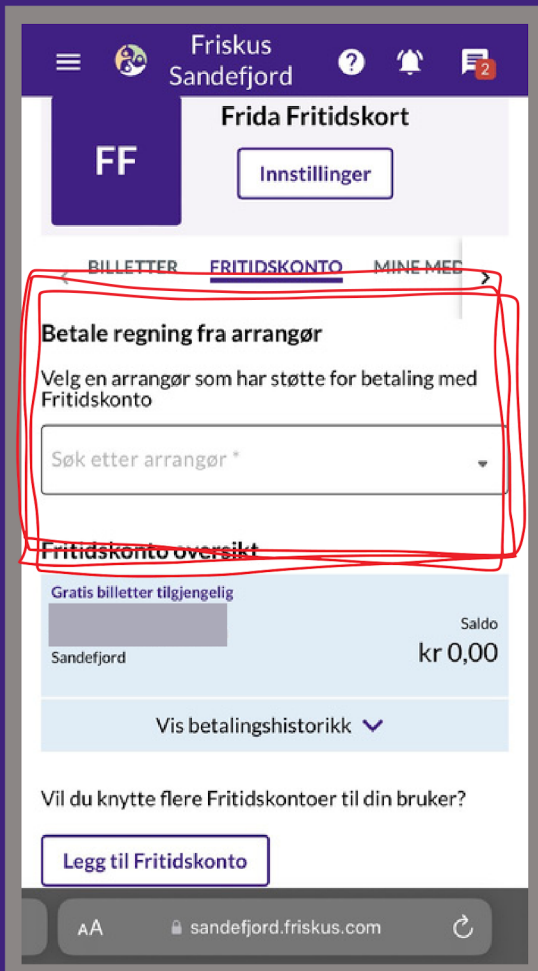 Friskus
Sandefjord
?
2
FF
Frida Fritidskort
Innstillinger
BILLETTER FRITIDSKONTO MINE MED
Betale regning fra arrangør
Velg en arrangør som har støtte for betaling med
Fritidskonto
Søk etter arrangør *
Fritidskonto oversikt
Gratis billetter tilgjengelig
Saldo
Sandefjord
kr 0,00
Vis betalingshistorikk
Vil du knytte flere Fritidskontoer til din bruker?
Legg til Fritidskonto
AA sandefjord.friskus.com